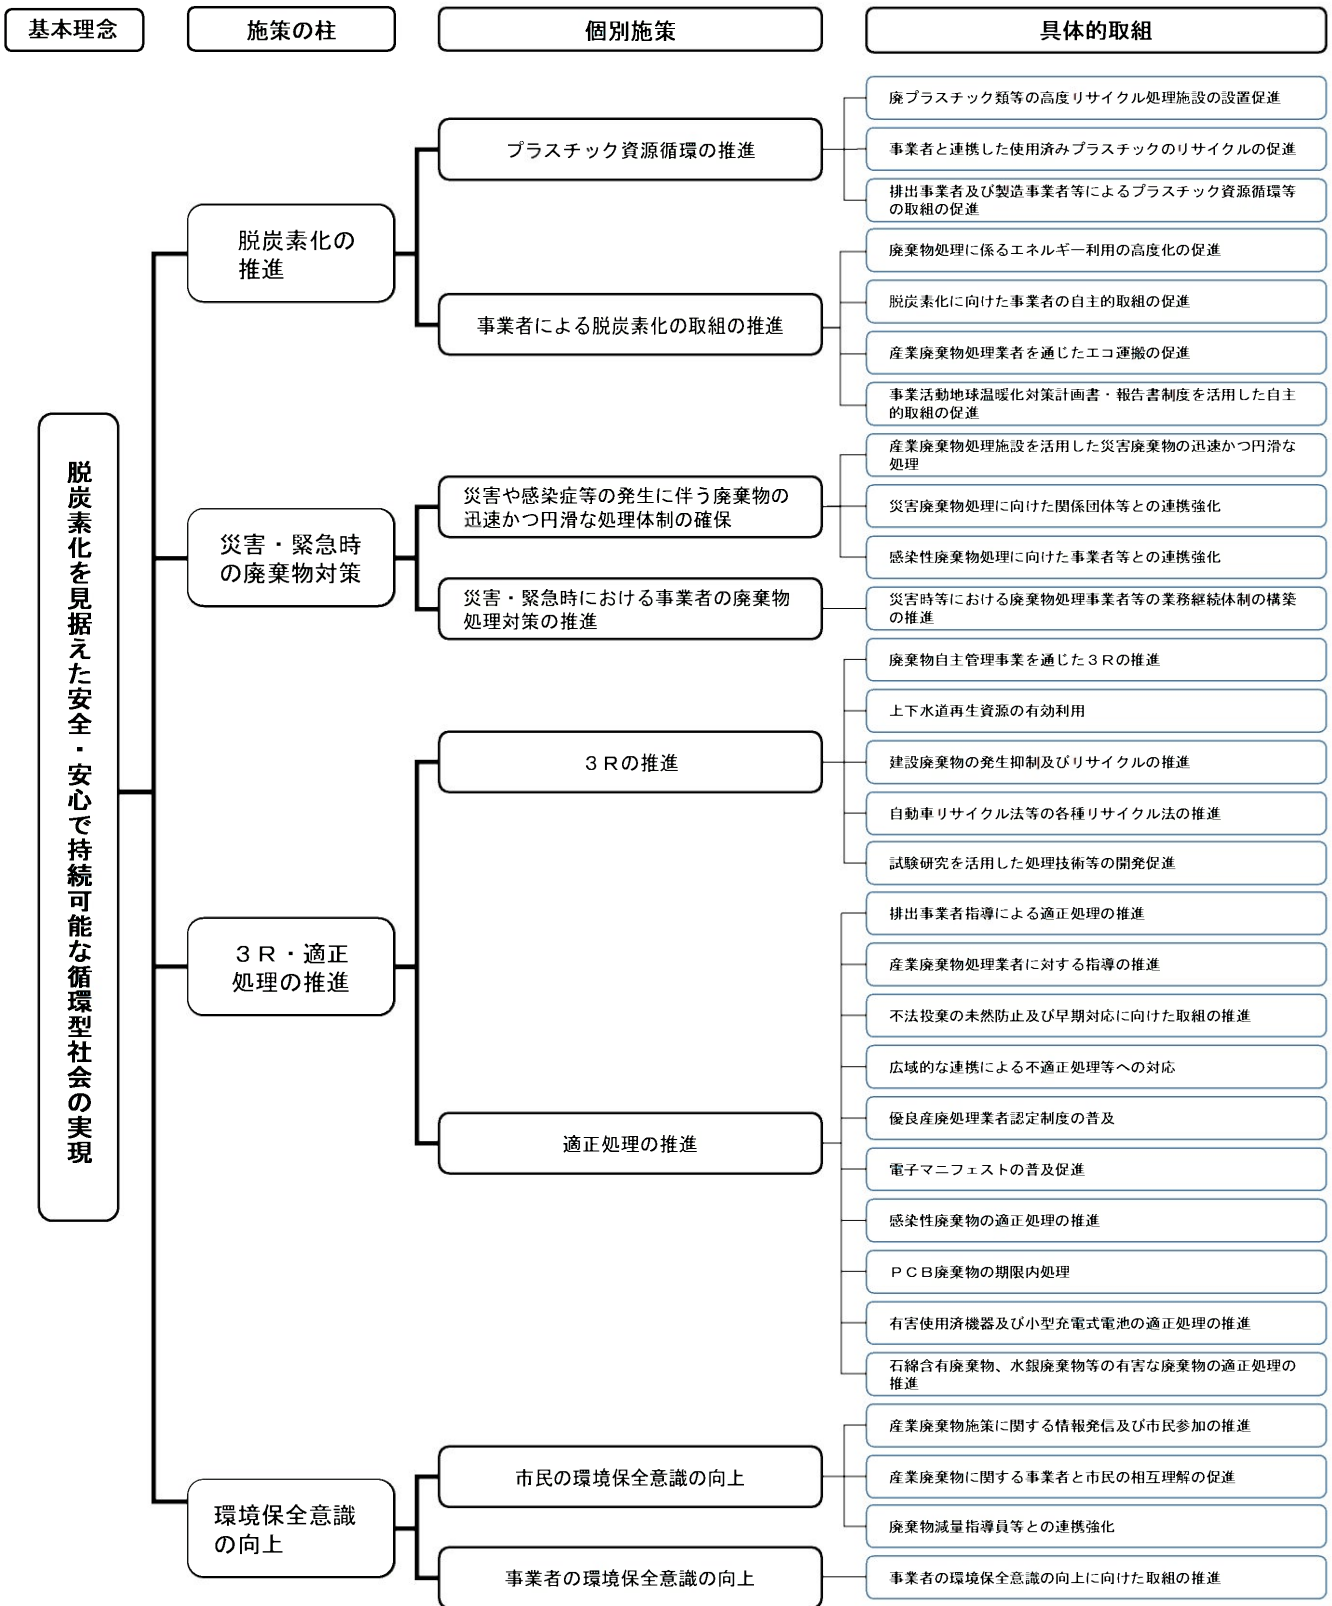 基本理念
施策の柱
個別施策
具体的取組
脱炭素化を見据えた安全・安心で持続可能な循環型社会の実現
脱炭素化の
推進
プラスチック資源循環の推進
廃プラスチック類等の高度リサイクル処理施設の設置促進
事業者と連携した使用済みプラスチックのリサイクルの促進
排出事業者及び製造事業者等によるプラスチック資源循環等
の取組の促進
事業者による脱炭素化の取組の推進
廃棄物処理に係るエネルギー利用の高度化の促進
脱炭素化に向けた事業者の自主的取組の促進
産業廃棄物処理業者を通じたエコ運搬の促進
事業活動地球温暖化対策計画書・報告書制度を活用した自主
的取組の促進
災害・緊急時
の廃棄物対策
災害や感染症等の発生に伴う廃棄物の
迅速かつ円滑な処理体制の確保
産業廃棄物処理施設を活用した災害廃棄物の迅速かつ円滑な
処理
災害廃棄物処理に向けた関係団体等との連携強化
感染性廃棄物処理に向けた事業者等との連携強化
災害・緊急時における事業者の廃棄物
処理対策の推進
災害時等における廃棄物処理事業者等の業務継続体制の構築
の推進
3R・適正
処理の推進
3Rの推進
廃棄物自主管理事業を通じた3Rの推進
上下水道再生資源の有効利用
建設廃棄物の発生抑制及びリサイクルの推進
自動車リサイクル法等の各種リサイクル法の推進
試験研究を活用した処理技術等の開発促進
適正処理の推進
排出事業者指導による適正処理の推進
産業廃棄物処理業者に対する指導の推進
不法投棄の未然防止及び早期対応に向けた取組の推進
広域的な連携による不適正処理等への対応
優良産廃処理業者認定制度の普及
電子マニフェストの普及促進
感染性廃棄物の適正処理の推進
PCB廃棄物の期限内処理
有害使用済機器及び小型充電式電池の適正処理の推進
石綿含有廃棄物、水銀廃棄物等の有害な廃棄物の適正処理の
推進
環境保全意識
の向上
市民の環境保全意識の向上
産業廃棄物施策に関する情報発信及び市民参加の推進
産業廃棄物に関する事業者と市民の相互理解の促進
廃棄物減量指導員等との連携強化
事業者の環境保全意識の向上
事業者の環境保全意識の向上に向けた取組の推進